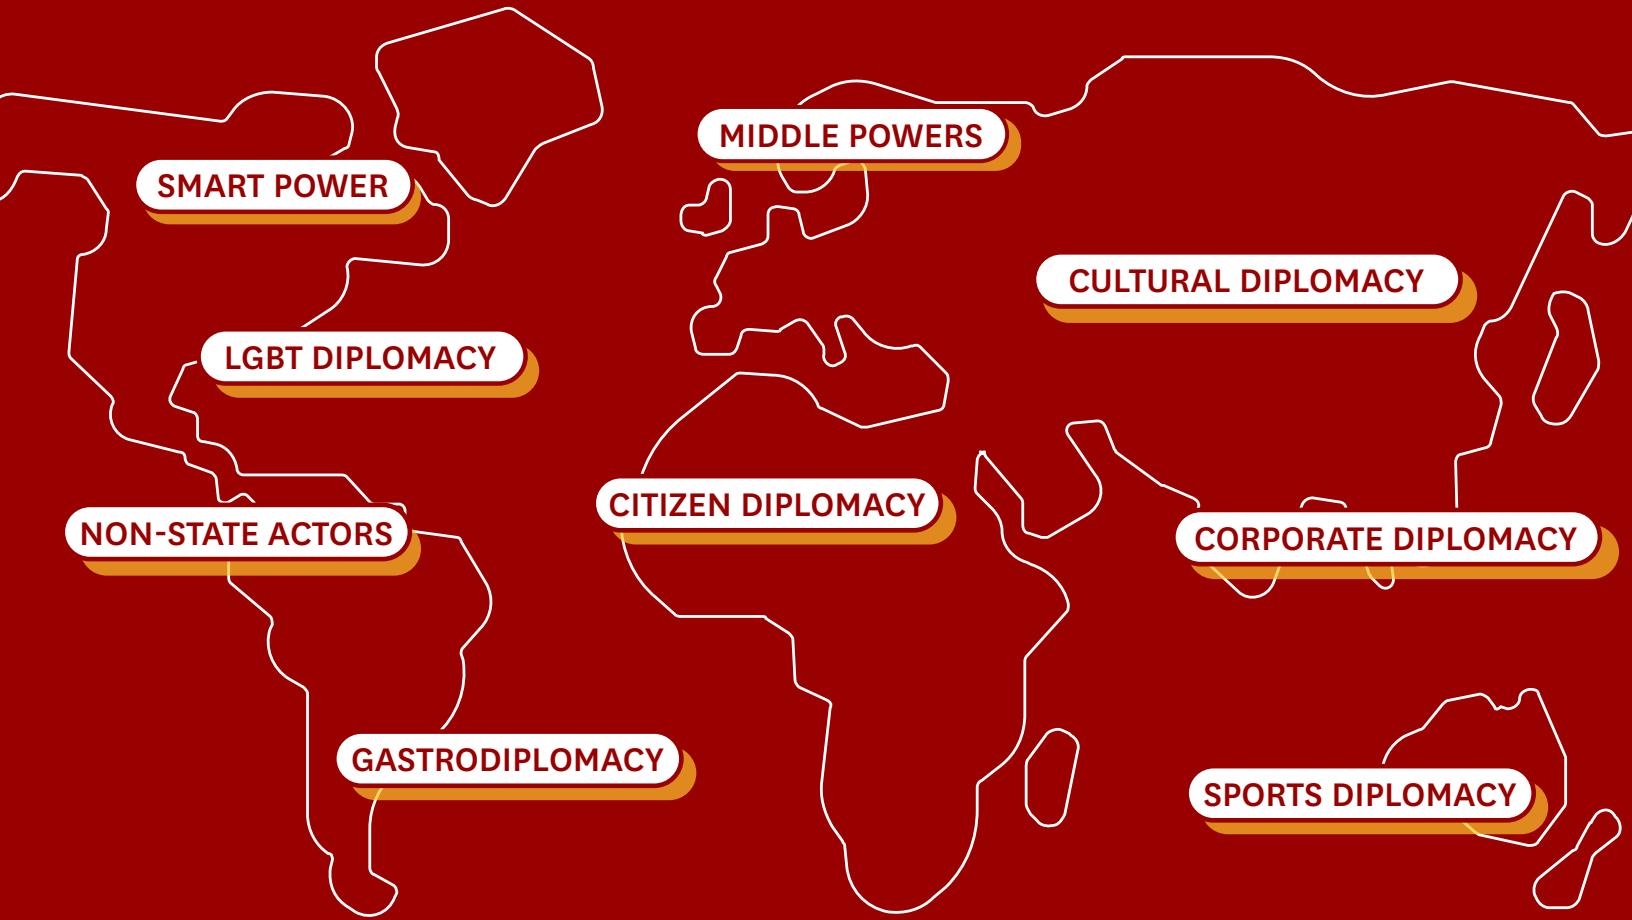 MIDDLE POWERS
SMART POWER
CULTURAL DIPLOMACY
LGBT DIPLOMACY
CITIZEN DIPLOMACY
NON-STATE ACTORS
CORPORATE DIPLOMACY
GASTRODIPLOMACY
SPORTS DIPLOMACY